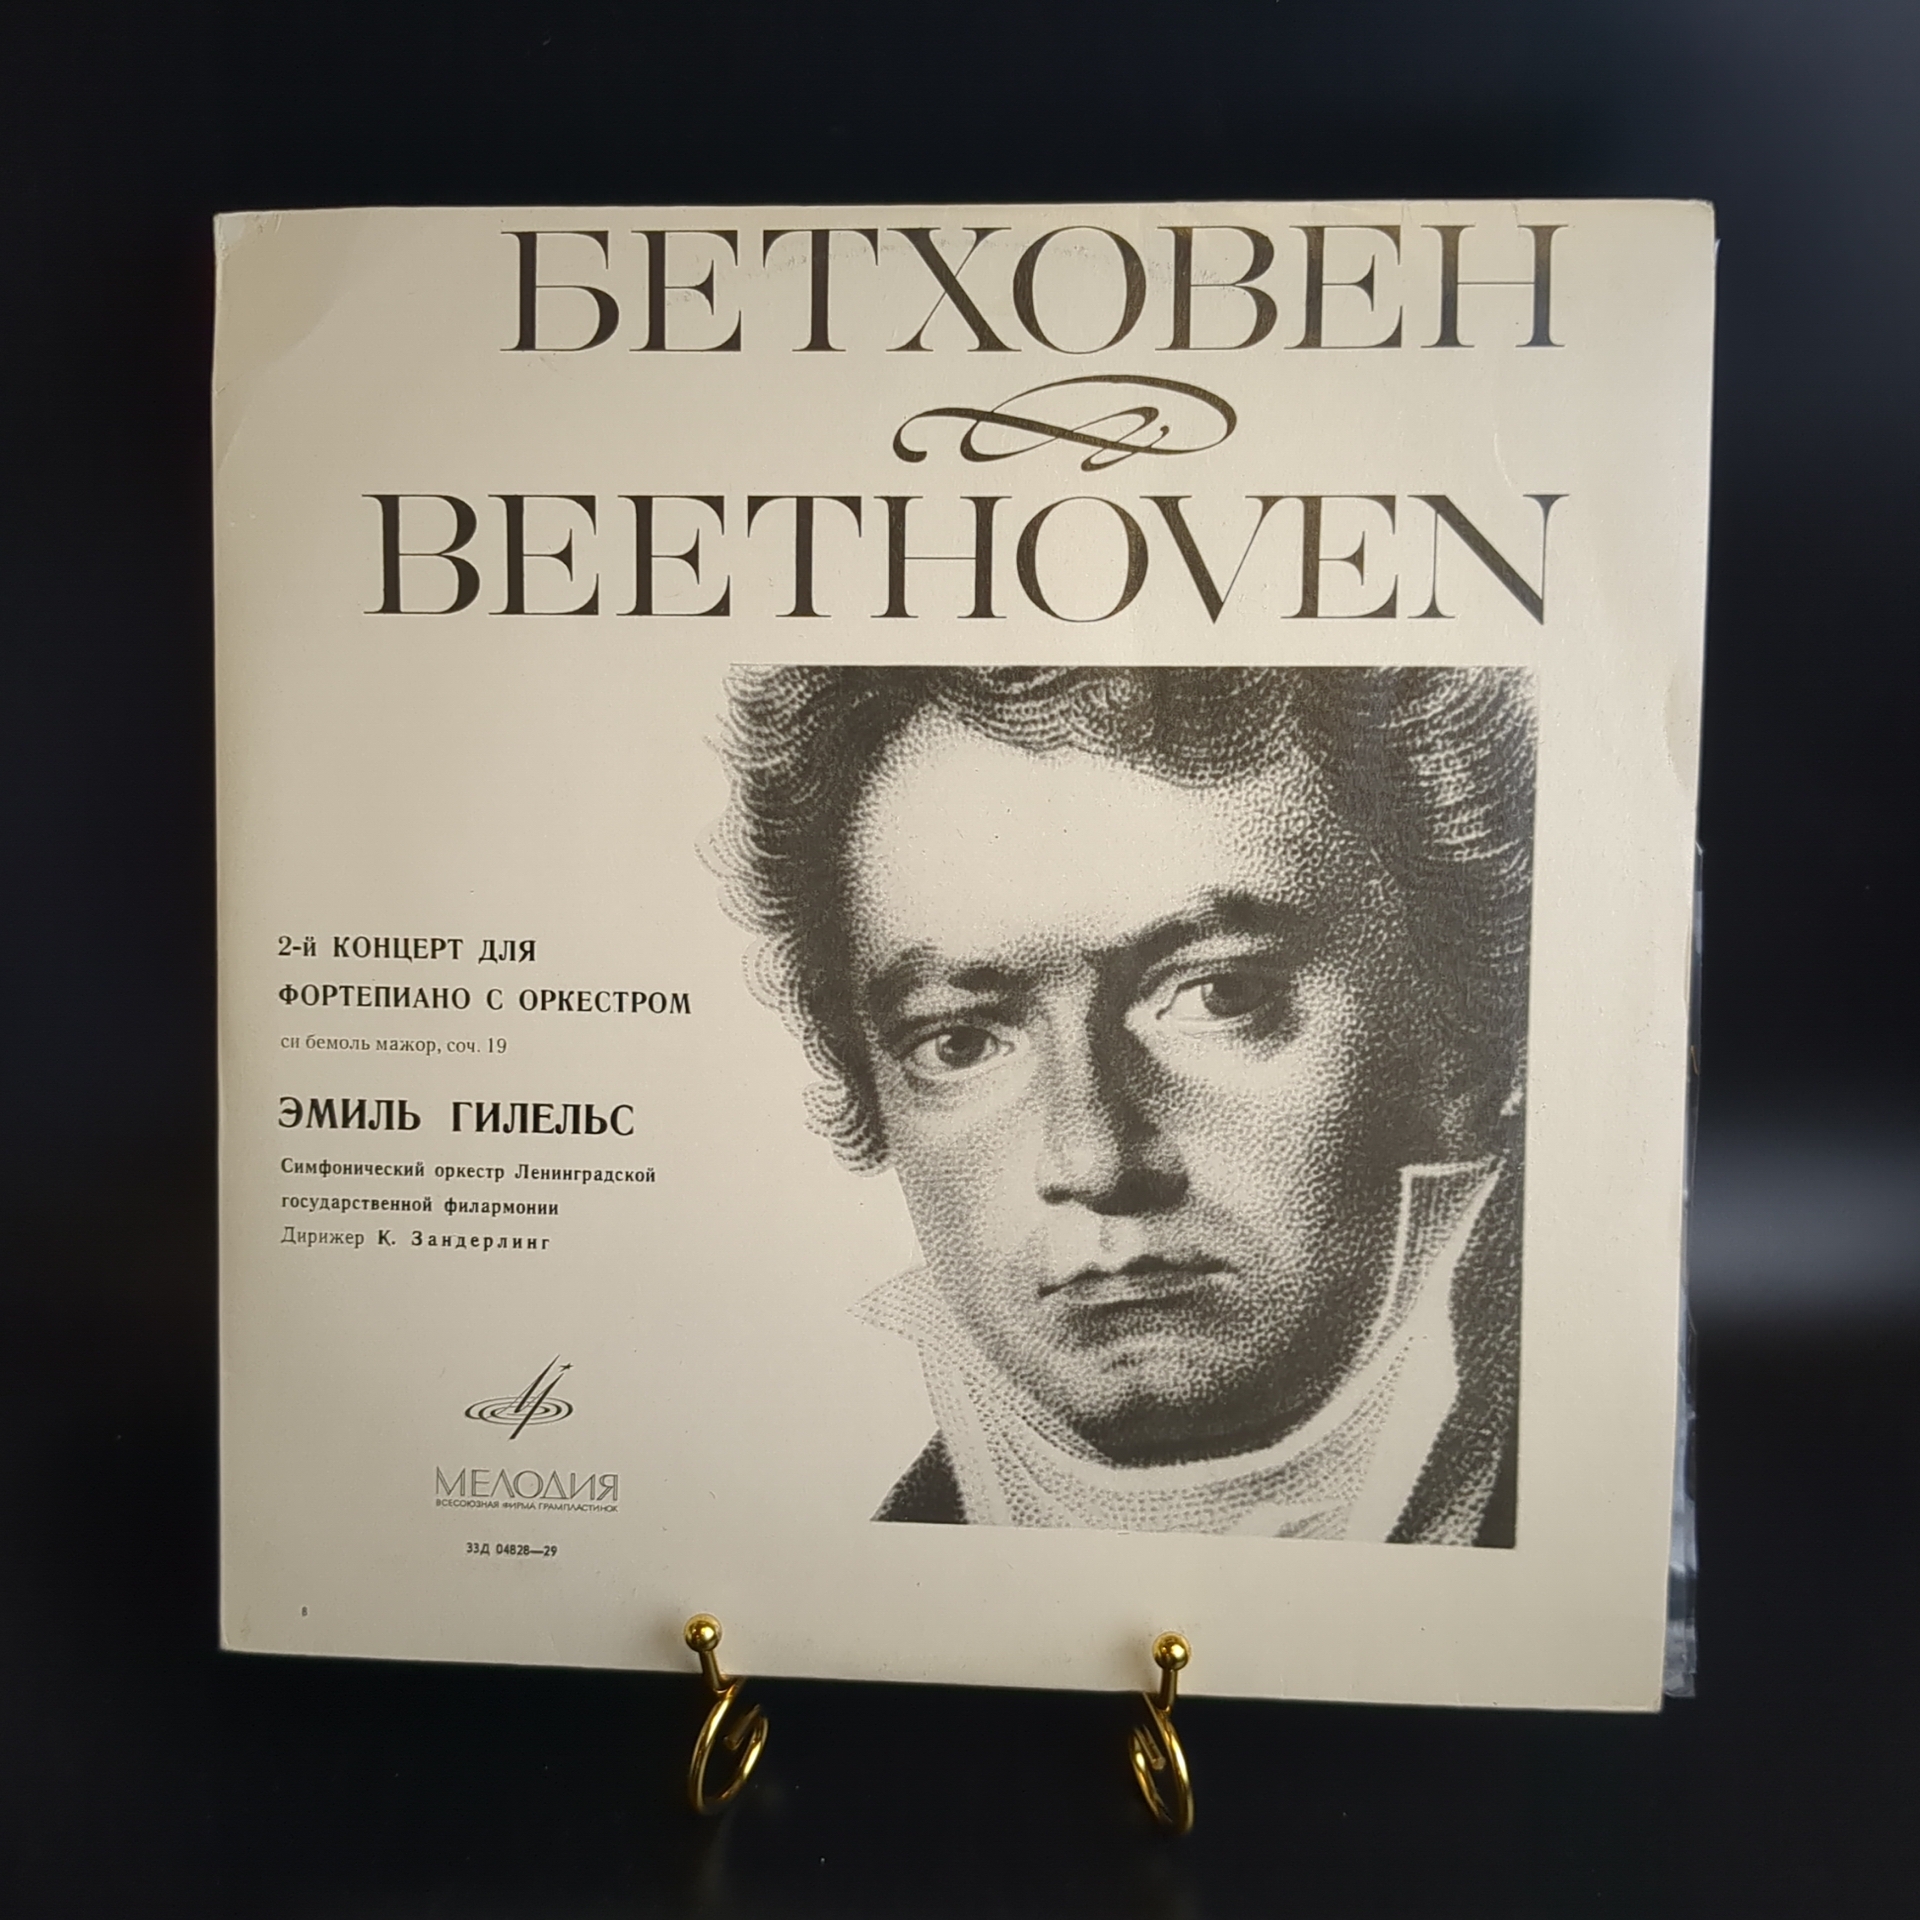 БЕТХОВЕН
BEETHOVEN
2-й КОНЦЕРТ ДЛЯ
ФОРТЕПИАНО С ОРКЕСТРОМ
си бемоль мажор, соч. 19
ЭМИЛЬ ГИЛЕЛЬС
Симфонический оркестр Ленинградской
государственной филармонии
Дирижер К. Зандерлинг
МЕЛОДИЯ
ВСЕСОЮЗНАЯ ФИРМА ГРАМПЛАСТИНОК
33Д 04828—29
8